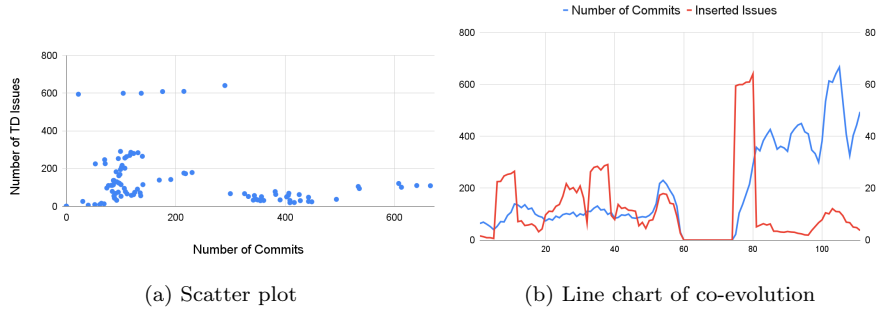 Number of Commits Inserted Issues
800
600
400
200
0
Number of TD Issues
0 200 400 600
Number of Commits
800
600
400
200
0
80
60
40
20
0
20 40 60 80 100
(a) Scatter plot
(b) Line chart of co-evolution